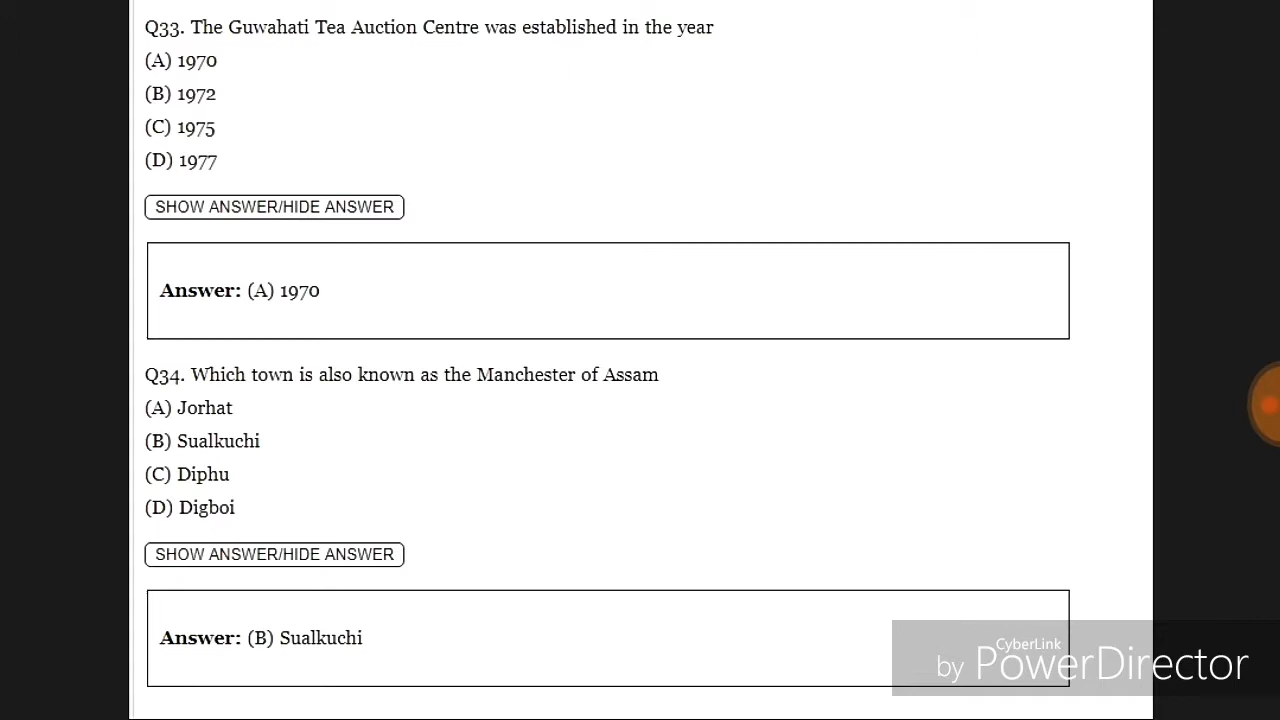 Q33. The Guwahati Tea Auction Centre was established in the year
(A) 1970
(B) 1972
(C) 1975
(D) 1977
SHOW ANSWER/HIDE ANSWER
Answer: (A) 1970
Q34. Which town is also known as the Manchester of Assam
(A) Jorhat
(B) Sualkuchi
(C) Diphu
(D) Digboi
SHOW ANSWER/HIDE ANSWER
Answer: (B) Sualkuchi
CyberLink
by PowerDirector